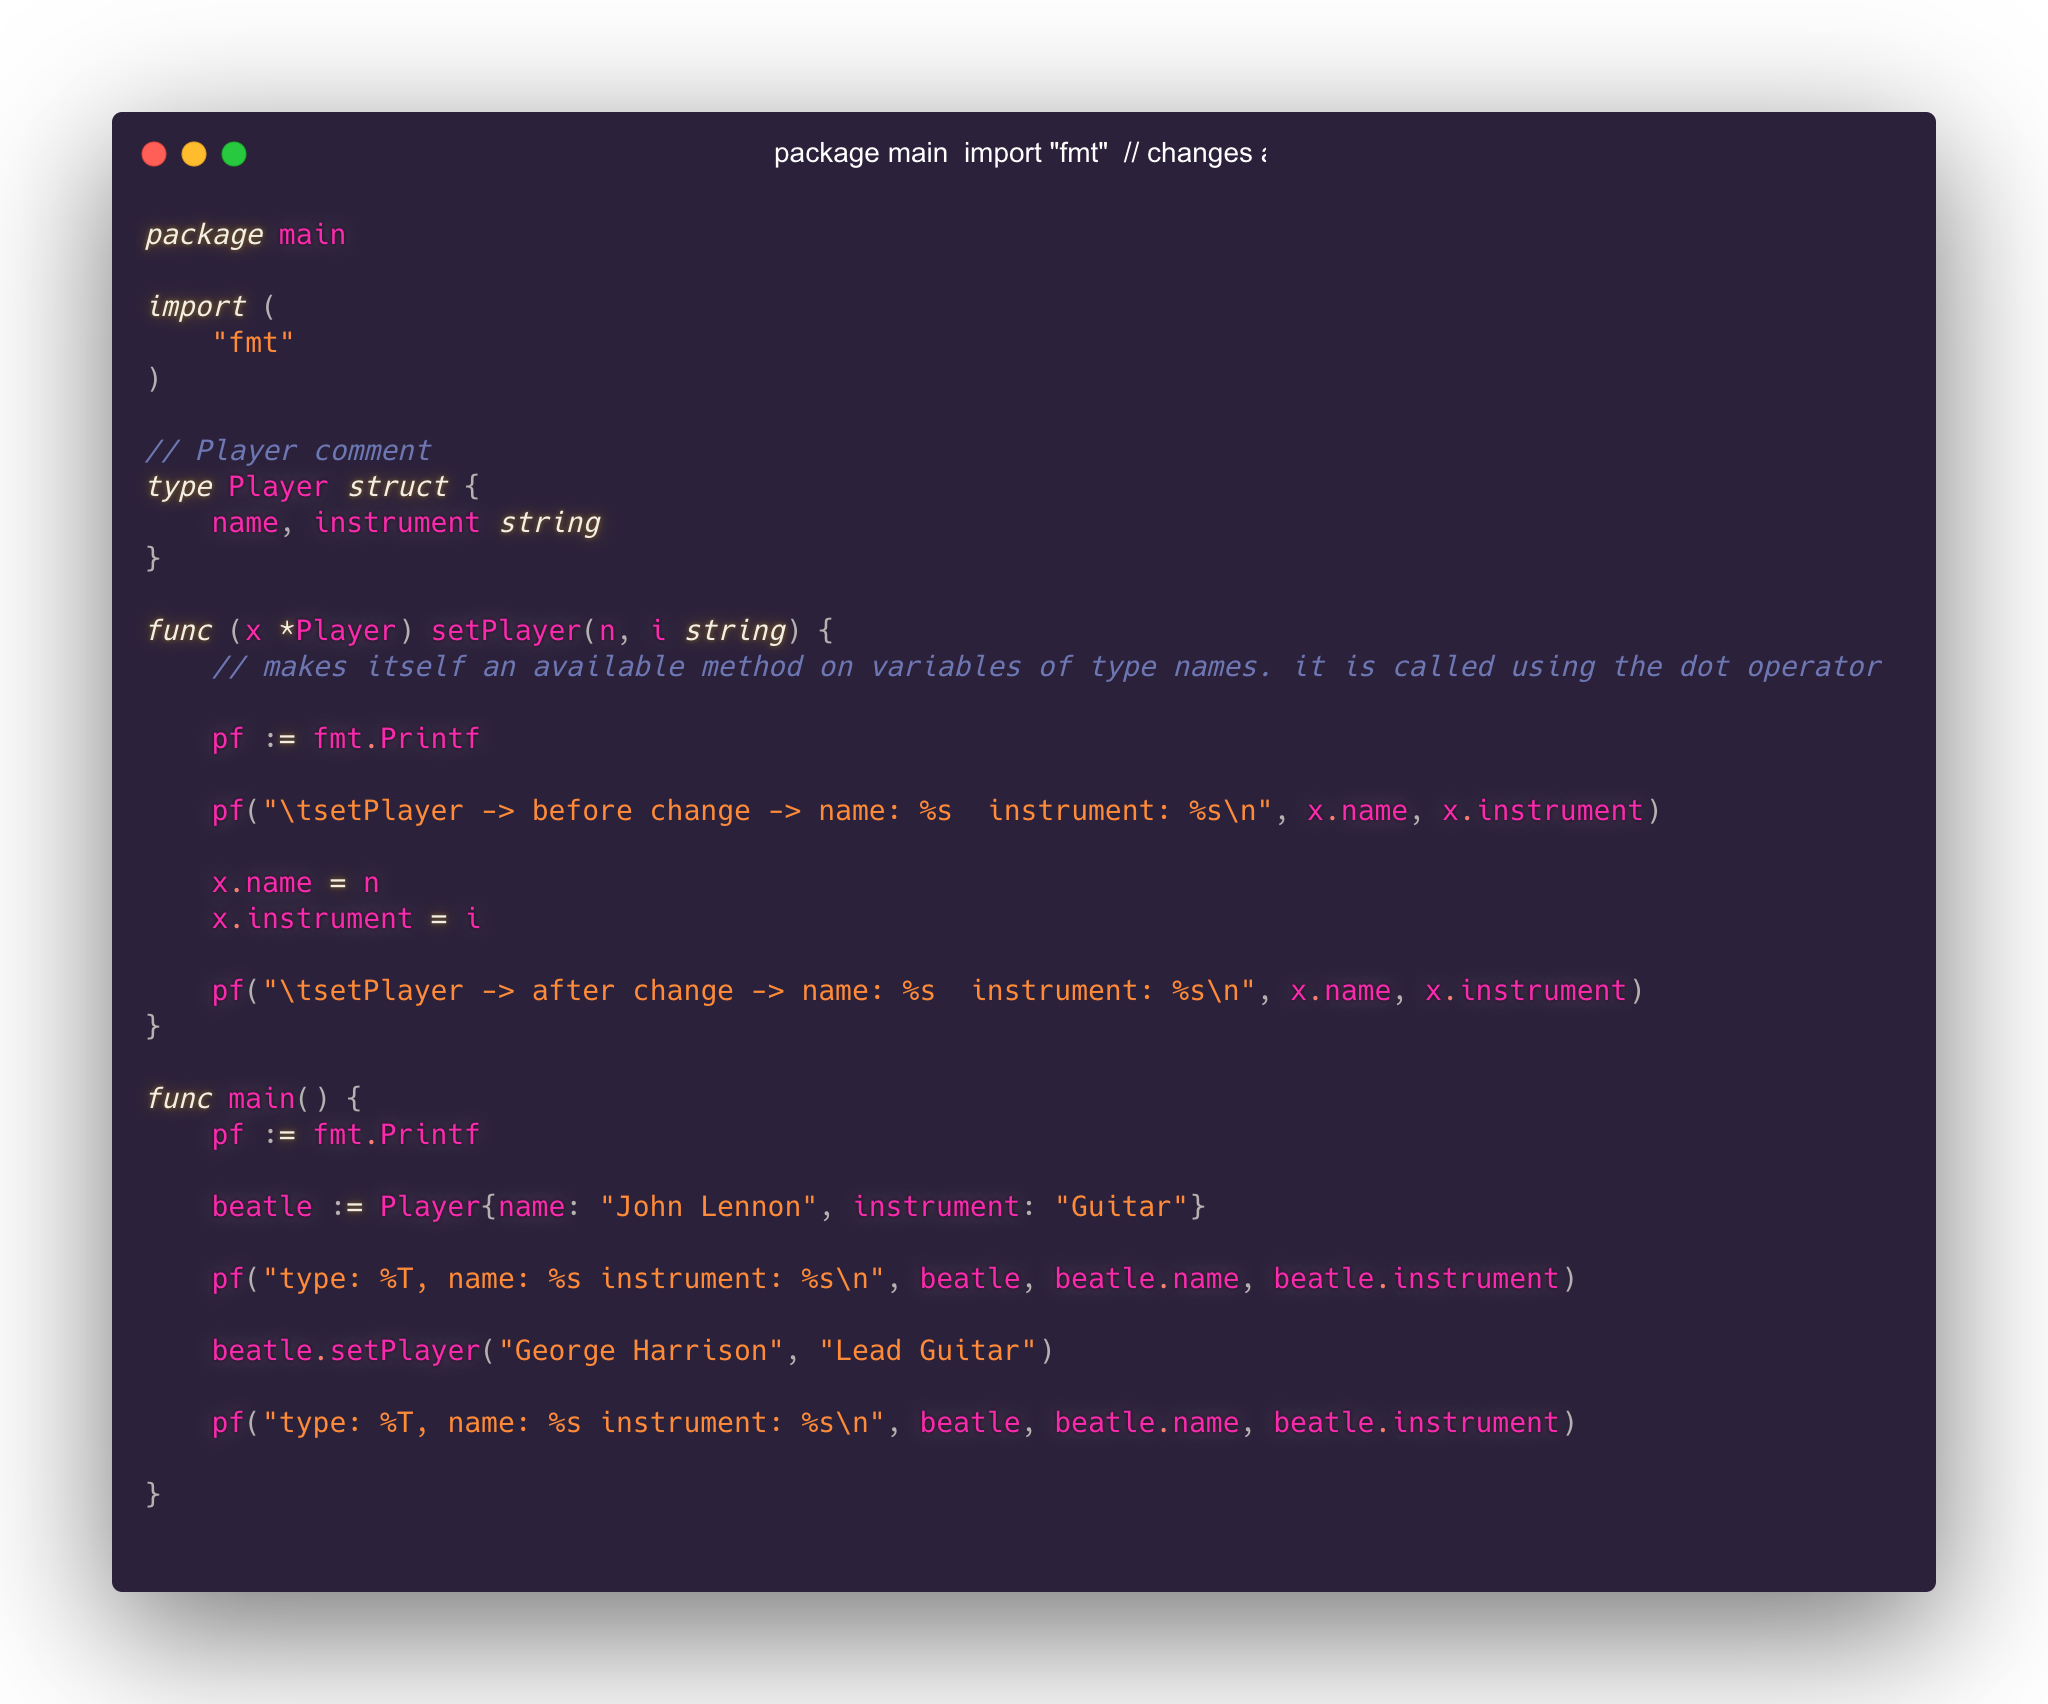 package main  import "fmt"  // changes
package main
import (
    "fmt"
)
// Player comment
type Player struct {
    name, instrument string
}
func (x *Player) setPlayer(n, i string) {
    // makes itself an available method on variables of type names. it is called using the dot operator
    pf := fmt.Printf
    pf("\tsetPlayer -> before change -> name: %s  instrument: %s\n", x.name, x.instrument)
    x.name = n
    x.instrument = i
    pf("\tsetPlayer -> after change -> name: %s  instrument: %s\n", x.name, x.instrument)
}
func main() {
    pf := fmt.Printf
    beatle := Player{name: "John Lennon", instrument: "Guitar"}
    pf("type: %T, name: %s instrument: %s\n", beatle, beatle.name, beatle.instrument)
    beatle.setPlayer("George Harrison", "Lead Guitar")
    pf("type: %T, name: %s instrument: %s\n", beatle, beatle.name, beatle.instrument)
}